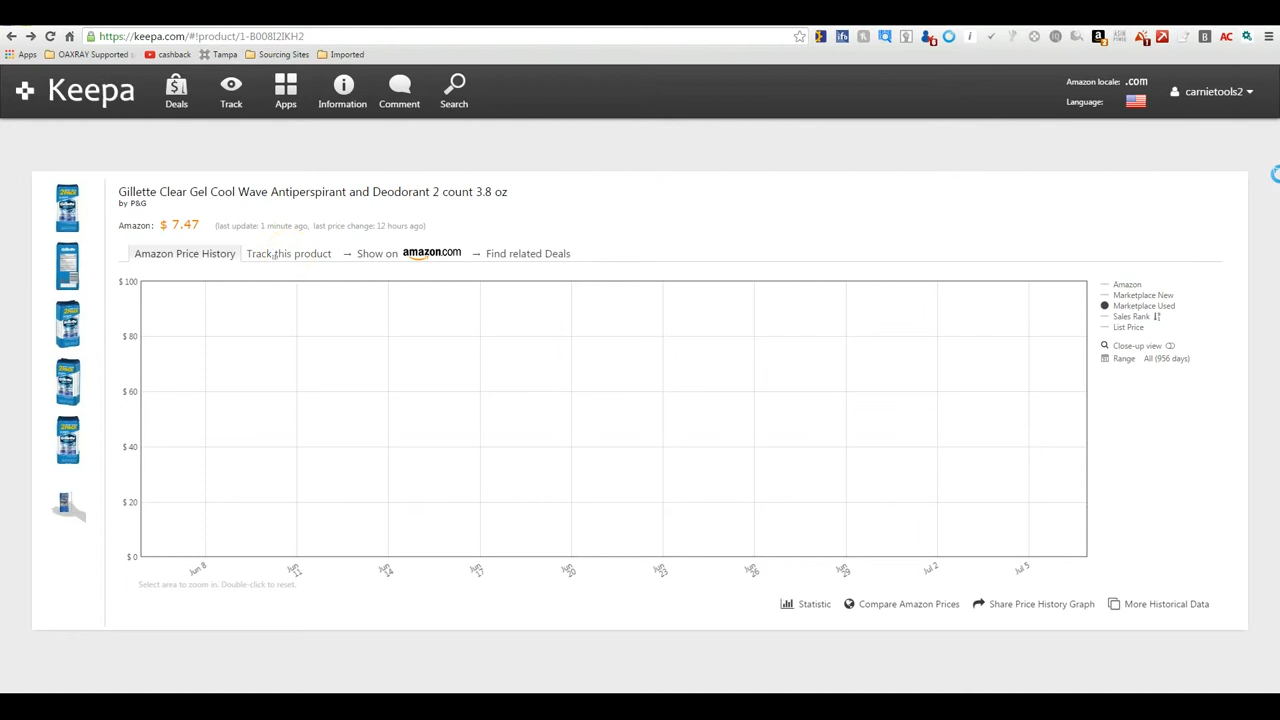 https://keepa.com/#!product/1-B008I2IKH2
Apps OAXRAY Supported cashback Tampa Sourcing Sites Imported
Keepa Deals Track Apps Information Comment Search
Amazon locale: .com
Language:
carnietools2
Gillette Clear Gel Cool Wave Antiperspirant and Deodorant 2 count 3.8 oz
by P&G
Amazon: $ 7.47 (last update: 1 minute ago, last price change: 12 hours ago)
Amazon Price History Track this product → Show on amazon.com → Find related Deals
$ 100
$ 80
$ 60
$ 40
$ 20
$ 0
Jun 8 Jun 11 Jun 14 Jun 17 Jun 20 Jun 23 Jun 26 Jun 29 Jul 2 Jul 5
Amazon
Marketplace New
Marketplace Used
Sales Rank
List Price
Close-up view
Range All (956 days)
Select area to zoom in. Double-click to reset.
Statistic Compare Amazon Prices Share Price History Graph More Historical Data